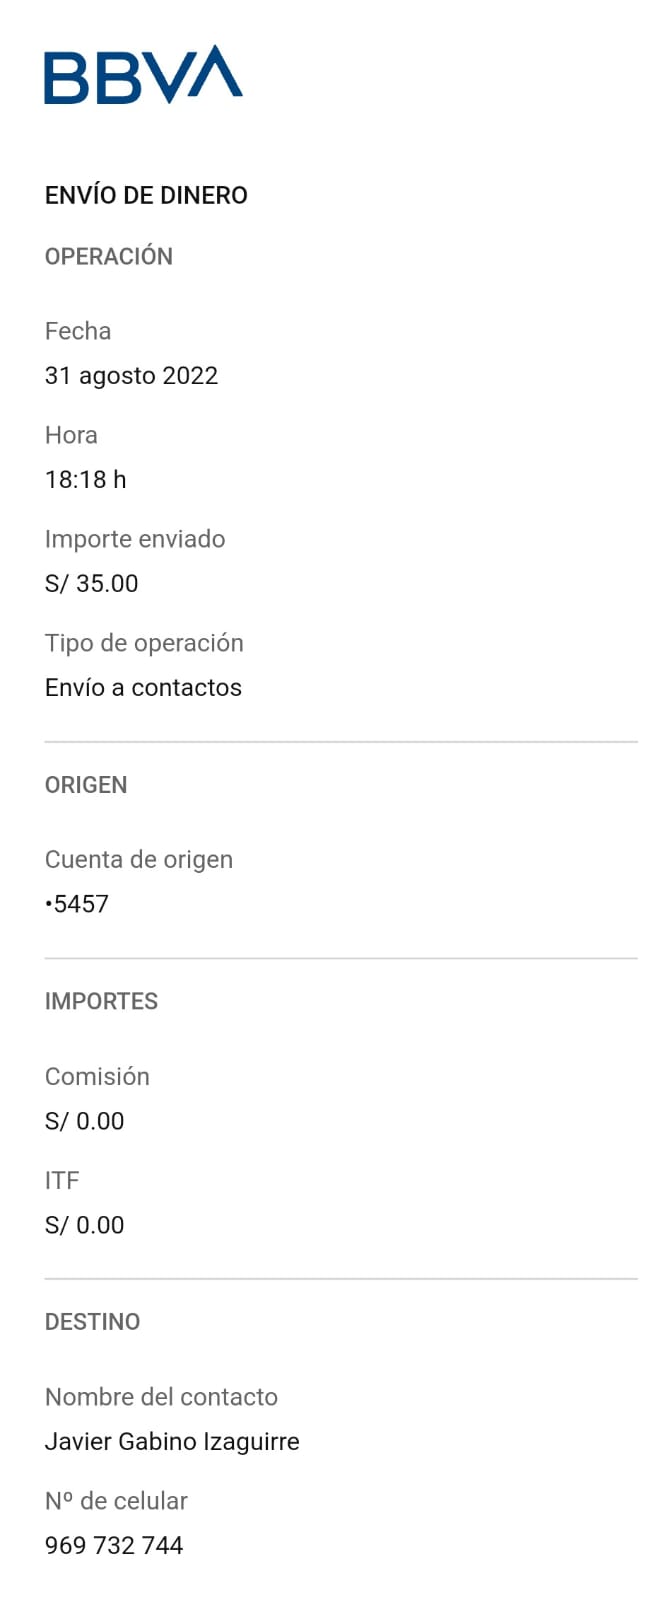 BBVA
ENVÍO DE DINERO
OPERACIÓN
Fecha
31 agosto 2022
Hora
18:18 h
Importe enviado
S/ 35.00
Tipo de operación
Envío a contactos
ORIGEN
Cuenta de origen
•5457
IMPORTES
Comisión
S/ 0.00
ITF
S/ 0.00
DESTINO
Nombre del contacto
Javier Gabino Izaguirre
Nº de celular
969 732 744